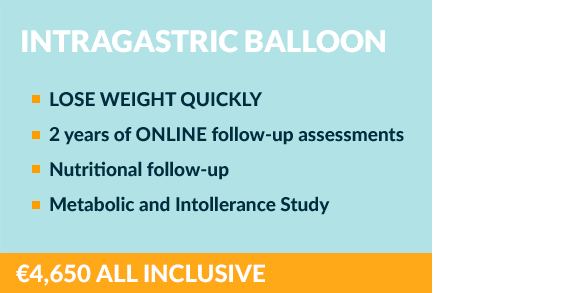 INTRAGASTRIC BALLOON
LOSE WEIGHT QUICKLY
2 years of ONLINE follow-up assessments
Nutritional follow-up
Metabolic and Intollerance Study
€4,650 ALL INCLUSIVE